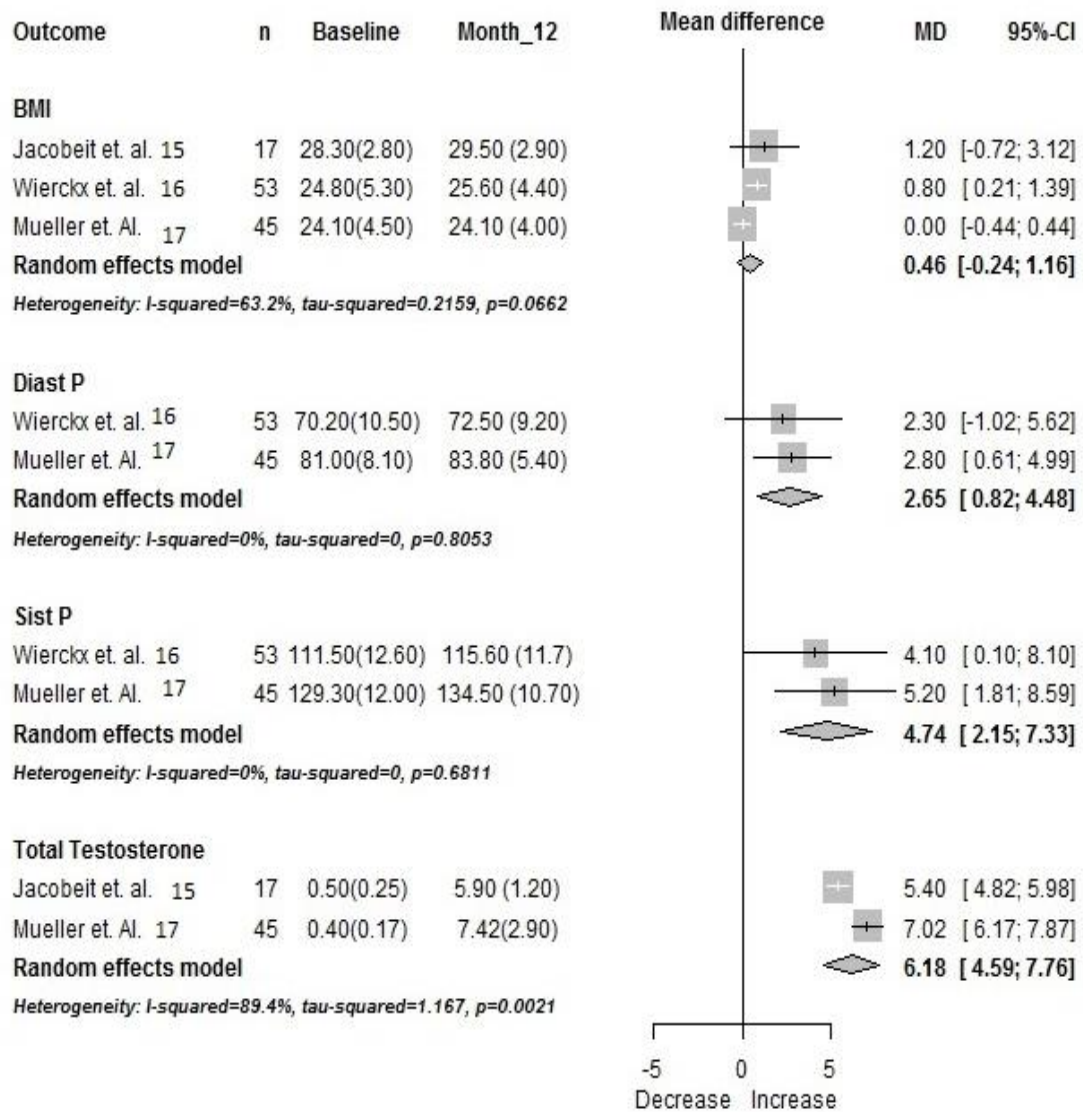 Outcome n Baseline Month_12 Mean difference MD 95%-CI
BMI
Jacobeit et. al. 15 17 28.30(2.80) 29.50 (2.90) 1.20 [-0.72; 3.12]
Wierckx et. al. 16 53 24.80(5.30) 25.60 (4.40) 0.80 [ 0.21; 1.39]
Mueller et. Al. 17 45 24.10(4.50) 24.10 (4.00) 0.00 [-0.44; 0.44]
Random effects model 0.46 [-0.24; 1.16]
Heterogeneity: I-squared=63.2%, tau-squared=0.2159, p=0.0662
Diast P
Wierckx et. al. 16 53 70.20(10.50) 72.50 (9.20) 2.30 [-1.02; 5.62]
Mueller et. Al. 17 45 81.00(8.10) 83.80 (5.40) 2.80 [ 0.61; 4.99]
Random effects model 2.65 [ 0.82; 4.48]
Heterogeneity: I-squared=0%, tau-squared=0, p=0.8053
Sist P
Wierckx et. al. 16 53 111.50(12.60) 115.60 (11.7) 4.10 [ 0.10; 8.10]
Mueller et. Al. 17 45 129.30(12.00) 134.50 (10.70) 5.20 [ 1.81; 8.59]
Random effects model 4.74 [ 2.15; 7.33]
Heterogeneity: I-squared=0%, tau-squared=0, p=0.6811
Total Testosterone
Jacobeit et. al. 15 17 0.50(0.25) 5.90 (1.20) 5.40 [ 4.82; 5.98]
Mueller et. Al. 17 45 0.40(0.17) 7.42(2.90) 7.02 [ 6.17; 7.87]
Random effects model 6.18 [ 4.59; 7.76]
Heterogeneity: I-squared=89.4%, tau-squared=1.167, p=0.0021
-5 0 5
Decrease Increase